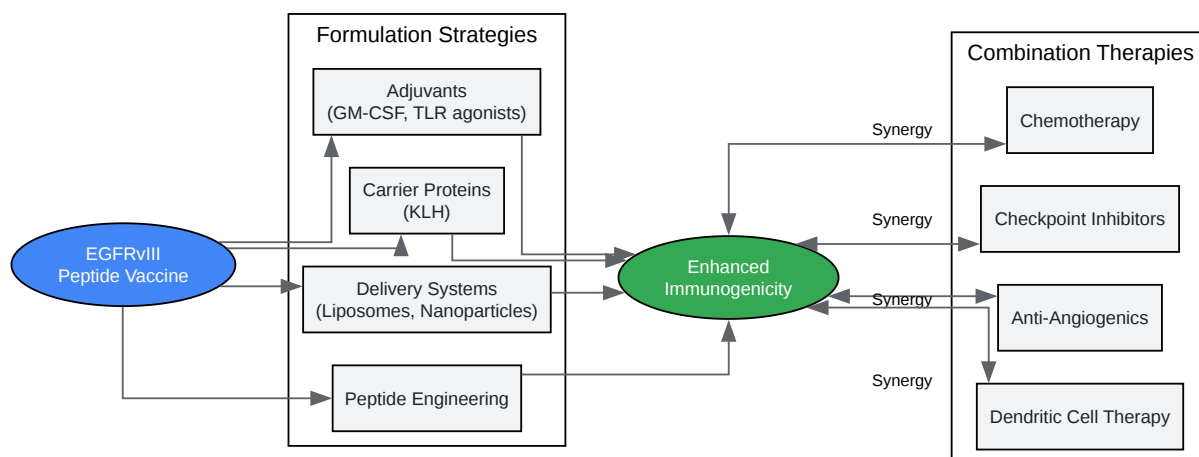 Formulation Strategies
Adjuvants
(GM-CSF, TLR agonists)
Carrier Proteins
(KLH)
EGFRvIII
Peptide Vaccine
Delivery Systems
(Liposomes, Nanoparticles)
Peptide Engineering
Enhanced
Immunogenicity
Synergy
Synergy
Synergy
Synergy
Combination Therapies
Chemotherapy
Checkpoint Inhibitors
Anti-Angiogenics
Dendritic Cell Therapy